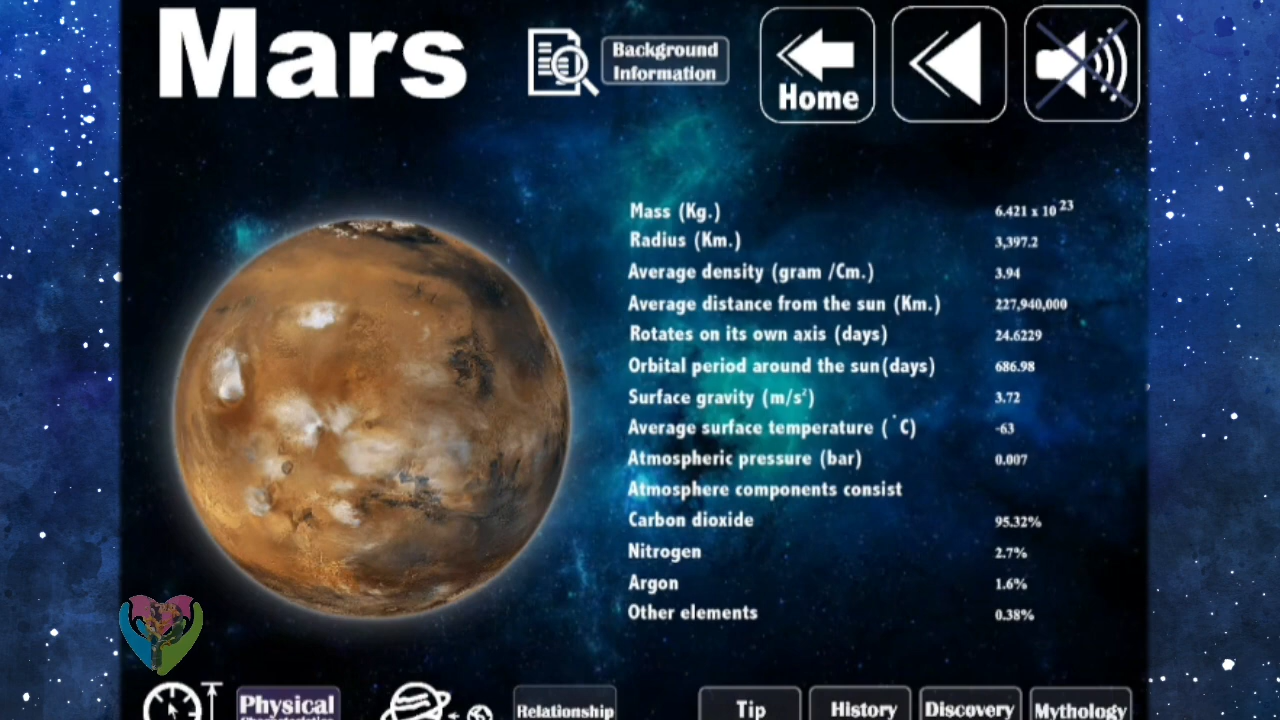 Mars
Background
Information
Home
Mass (Kg.) 6.421 x 10 23
Radius (Km.) 3,397.2
Average density (gram /Cm.) 3.94
Average distance from the sun (Km.) 227,940,000
Rotates on its own axis (days) 24.6229
Orbital period around the sun(days) 686.98
Surface gravity (m/s²) 3.72
Average surface temperature (˙C) -63
Atmospheric pressure (bar) 0.007
Atmosphere components consist
Carbon dioxide 95.32%
Nitrogen 2.7%
Argon 1.6%
Other elements 0.38%
Physical
Relationship
Tip
History
Discovery
Mythology